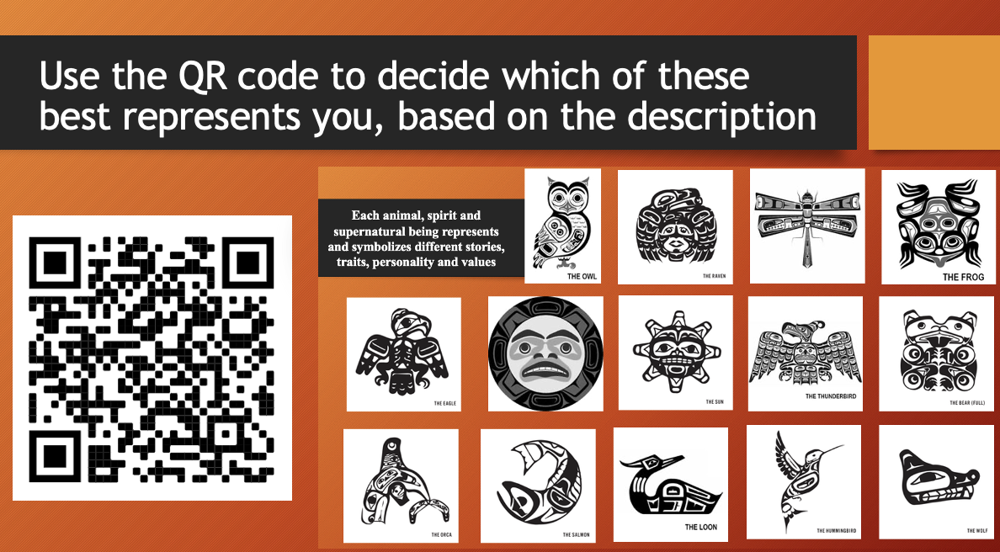 Use the QR code to decide which of these
best represents you, based on the description
Each animal, spirit and
supernatural being represents
and symbolizes different stories,
traits, personality and values
THE OWL
THE RAVEN
THE FROG
THE EAGLE
THE SUN
THE THUNDERBIRD
THE BEAR (FULL)
THE ORCA
THE SALMON
THE LOON
THE HUMMINGBIRD
THE WOLF